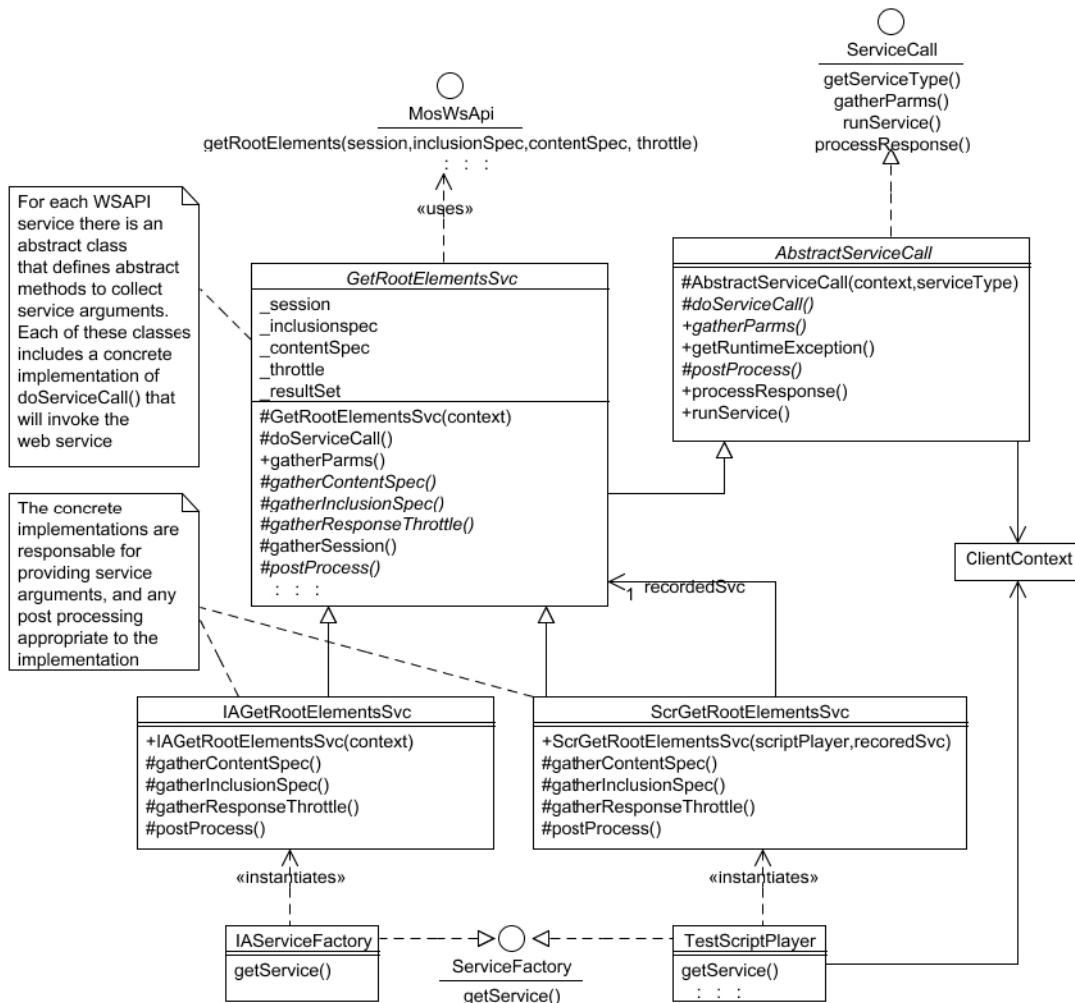 ServiceCall
getServiceType()
gatherParms()
runService()
processResponse()
MosWsApi
getRootElements(session,inclusionSpec,contentSpec, throttle)
: : :
«uses»
For each WSAPI
service there is an
abstract class
that defines abstract
methods to collect
service arguments.
Each of these classes
includes a concrete
implementation of
doServiceCall() that
will invoke the
web service
GetRootElementsSvc
_session
_inclusionspec
_contentSpec
_throttle
_resultSet
#GetRootElementsSvc(context)
#doServiceCall()
+gatherParms()
#gatherContentSpec()
#gatherInclusionSpec()
#gatherResponseThrottle()
#gatherSession()
#postProcess()
: : :
AbstractServiceCall
#AbstractServiceCall(context,serviceType)
#doServiceCall()
+gatherParms()
+getRuntimeException()
#postProcess()
+processResponse()
+runService()
The concrete
implementations are
responsable for
providing service
arguments, and any
post processing
appropriate to the
implementation
ClientContext
1 recordedSvc
IAGetRootElementsSvc
+IAGetRootElementsSvc(context)
#gatherContentSpec()
#gatherInclusionSpec()
#gatherResponseThrottle()
#postProcess()
ScrGetRootElementsSvc
+ScrGetRootElementsSvc(scriptPlayer,recoredSvc)
#gatherContentSpec()
#gatherInclusionSpec()
#gatherResponseThrottle()
#postProcess()
«instantiates»
«instantiates»
IAServiceFactory
getService()
ServiceFactory
getService()
TestScriptPlayer
getService()
: : :